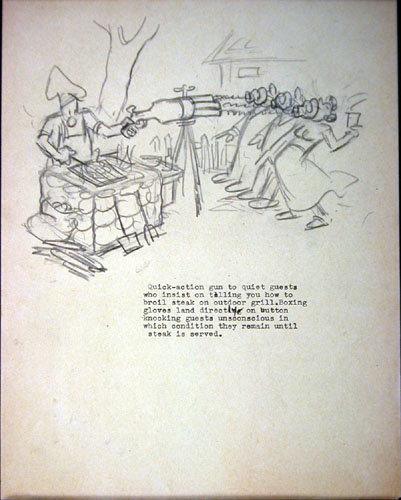 Quick-action gun to quiet guests
who insist on telling you how to
broil steak on outdoor grill.Boxing
gloves land directly on button
knocking guests unsconscious in
which condition they remain until
steak is served.